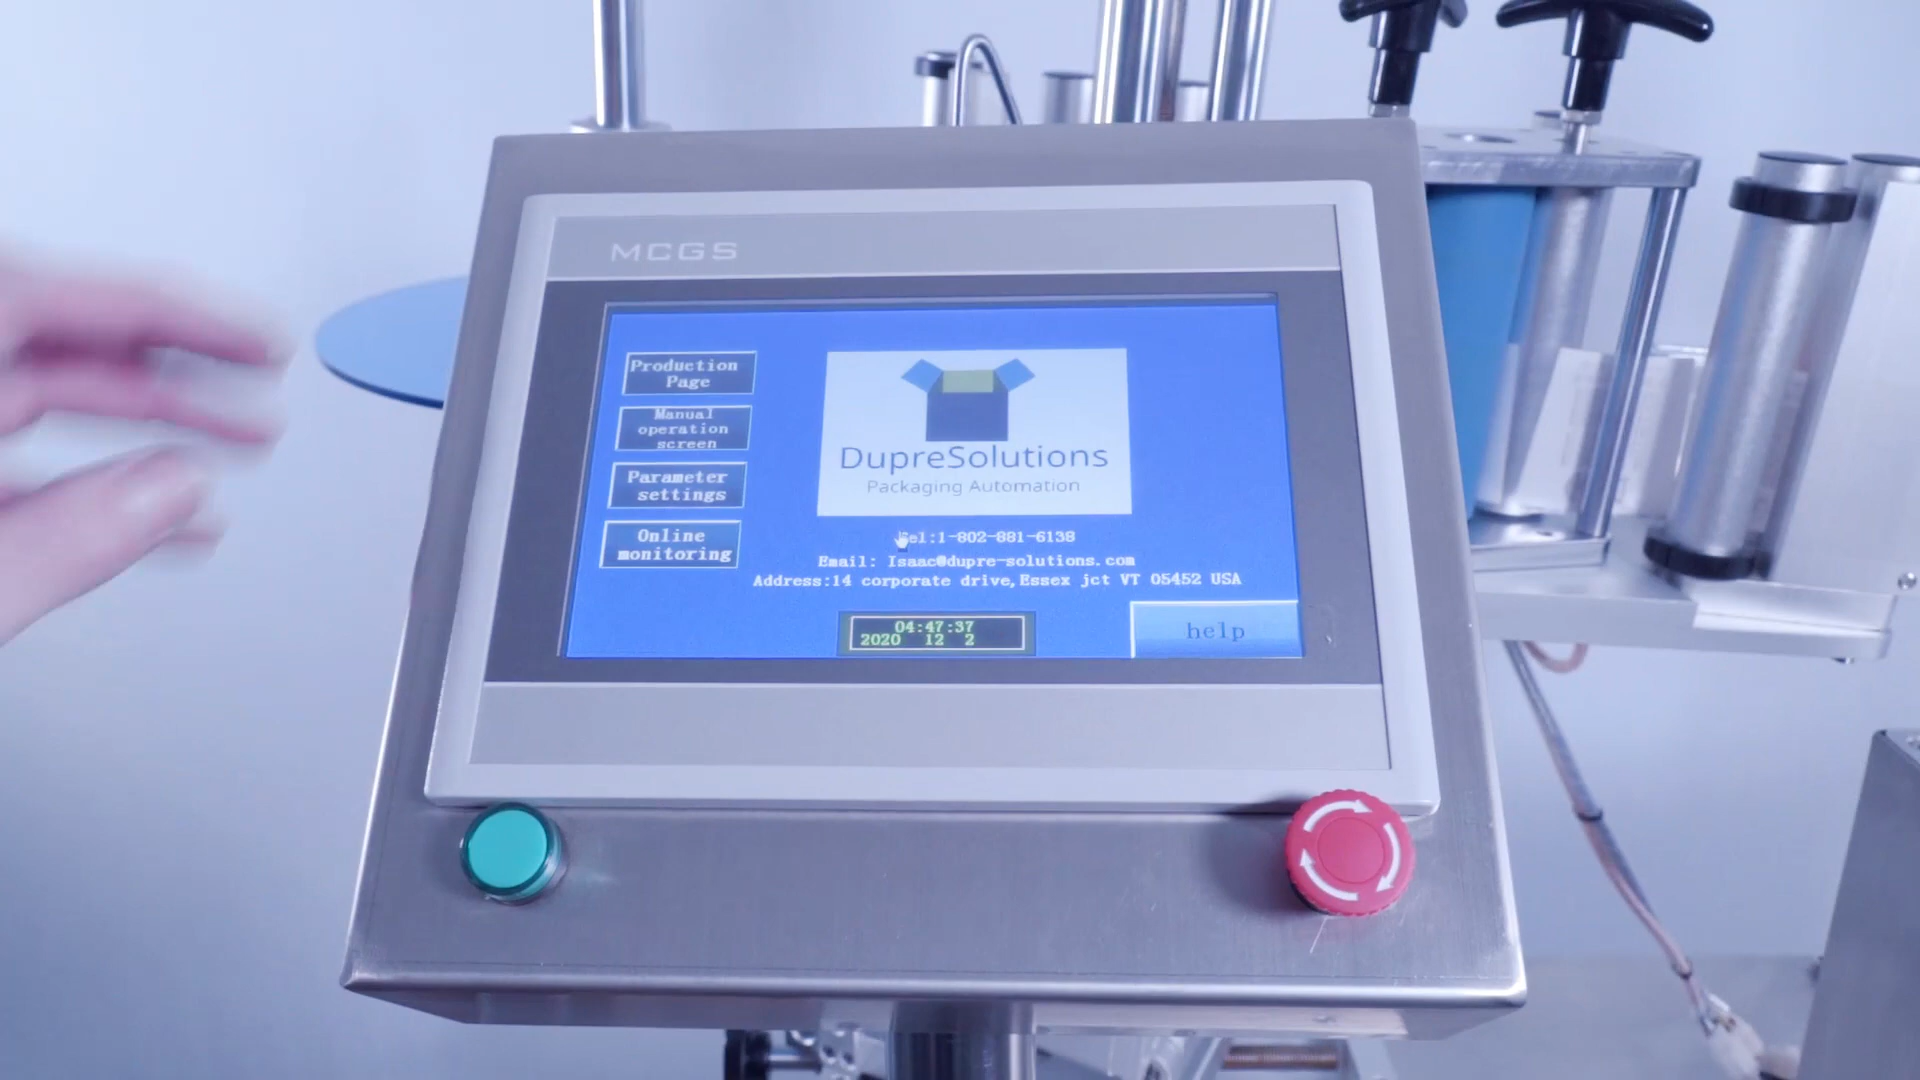 MCGS
Production
Page
Manual
operation
screen
Parameter
settings
Online
monitoring
DupreSolutions
Packaging Automation
Tel:1-802-881-6138
Email: Isaac@dupre-solutions.com
Address:14 corporate drive,Essex jct VT 05452 USA
04:47:37
2020 12 2
help